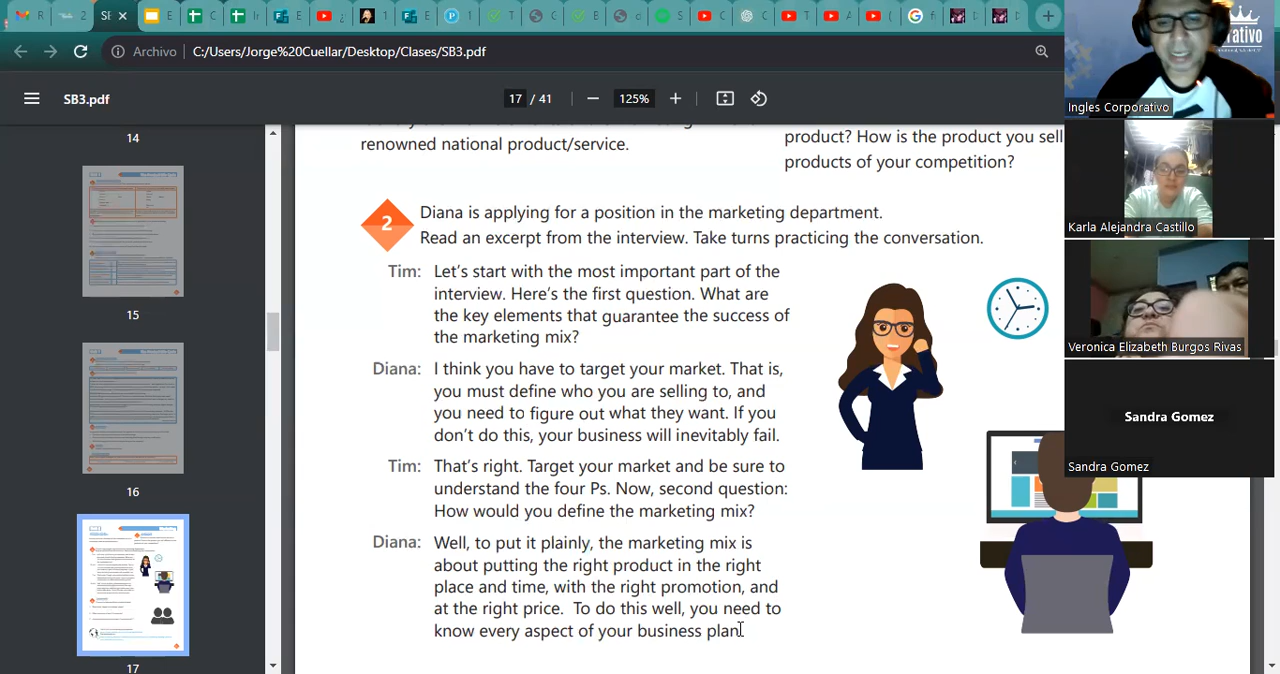 SB
C
Ir
E
¿
1
E
1
C
B
d
S
C
C
T
A
(
f
D
D
Archivo
C:/Users/Jorge%20Cuellar/Desktop/Clases/SB3.pdf
SB3.pdf
17 / 41
125%
14
15
16
17
renowned national product/service.
product? How is the product you sell
products of your competition?
2
Diana is applying for a position in the marketing department.
Read an excerpt from the interview. Take turns practicing the conversation.
Tim: Let's start with the most important part of the
interview. Here's the first question. What are
the key elements that guarantee the success of
the marketing mix?
Diana: I think you have to target your market. That is,
you must define who you are selling to, and
you need to figure out what they want. If you
don't do this, your business will inevitably fail.
Tim: That's right. Target your market and be sure to
understand the four Ps. Now, second question:
How would you define the marketing mix?
Diana: Well, to put it plainly, the marketing mix is
about putting the right product in the right
place and time, with the right promotion, and
at the right price. To do this well, you need to
know every aspect of your business plan.
Ingles Corporativo
Karla Alejandra Castillo
Veronica Elizabeth Burgos Rivas
Sandra Gomez
Sandra Gomez